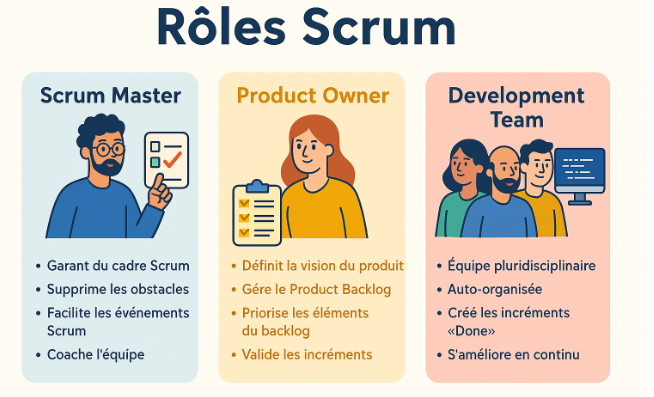 Rôles Scrum
Scrum Master
• Garant du cadre Scrum
• Supprime les obstacles
• Facilite les événements
Scrum
• Coache l'équipe
Product Owner
• Définit la vision du produit
• Gére le Product Backlog
• Priorise les éléments
du backlog
• Valide les incréments
Development
Team
• Équipe pluridisciplinaire
• Auto-organisée
• Créé les incréments
«Done»
• S'améliore en continu